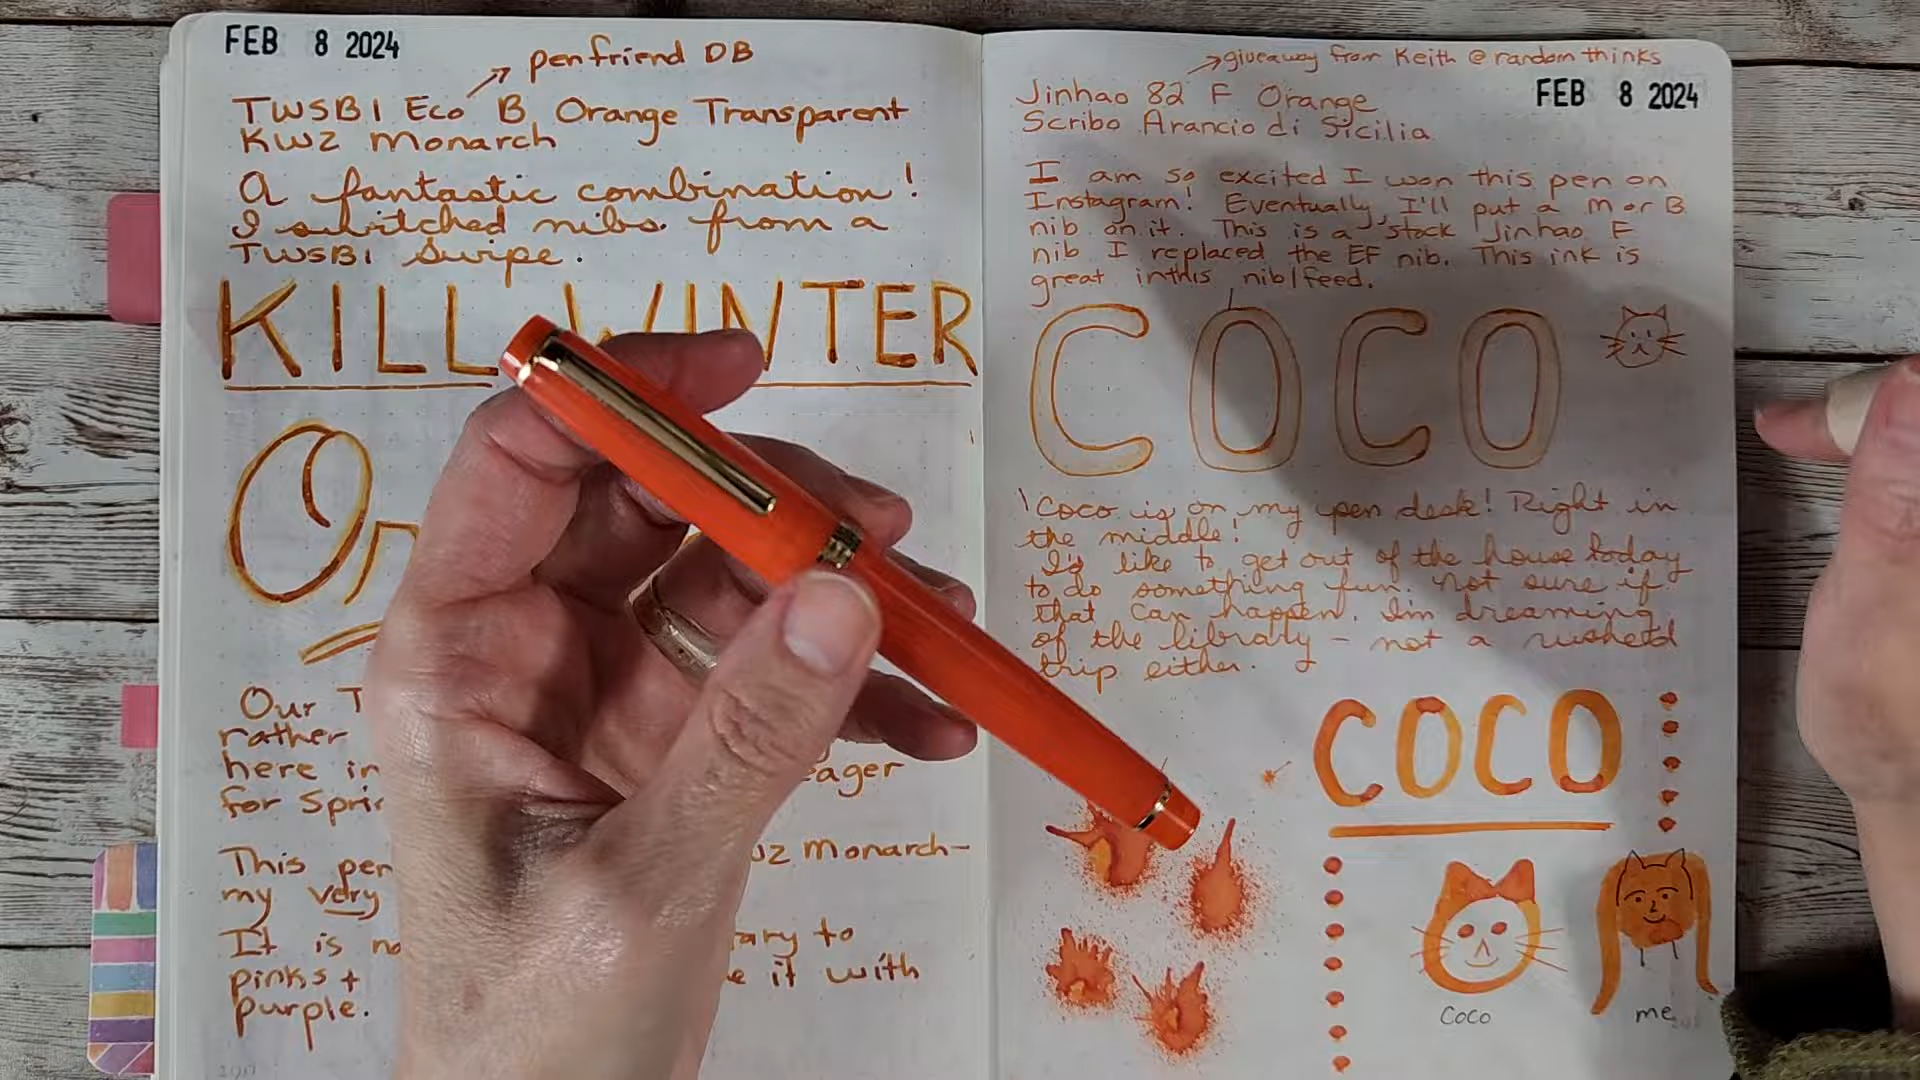 FEB 8 2024
penfriend DB
TWSBI Eco B Orange Transparent
KWZ Monarch
A fantastic combination!
I switched nibs from a
TWSBI Swipe.
KILL WINTER
Our T
rather
here in eager
for Spri
This pen WZ Monarch-
my very
It is no ary to
pinks + e it with
purple.
giveaway from Keith @ randomthinks
FEB 8 2024
Jinhao 82 F Orange
Scribo Arancio di Sicilia
I am so excited I won this pen on
Instagram! Eventually, I'll put a M or B
nib on it. This is a stock Jinhao F
nib I replaced the EF nib. This ink is
great in this nib/feed.
COCO
Coco is on my pen desk! Right in
the middle!
I'd like to get out of the house today
to do something fun. Not sure if
that can happen. I'm dreaming
of the library - not a rushed
trip either.
COCO
Coco
me